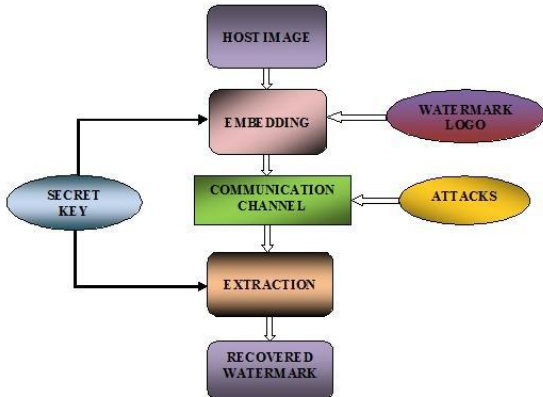 HOST IMAGE
EMBEDDING
WATERMARK
LOGO
SECRET
KEY
COMMUNICATION
CHANNEL
ATTACKS
EXTRACTION
RECOVERED
WATERMARK